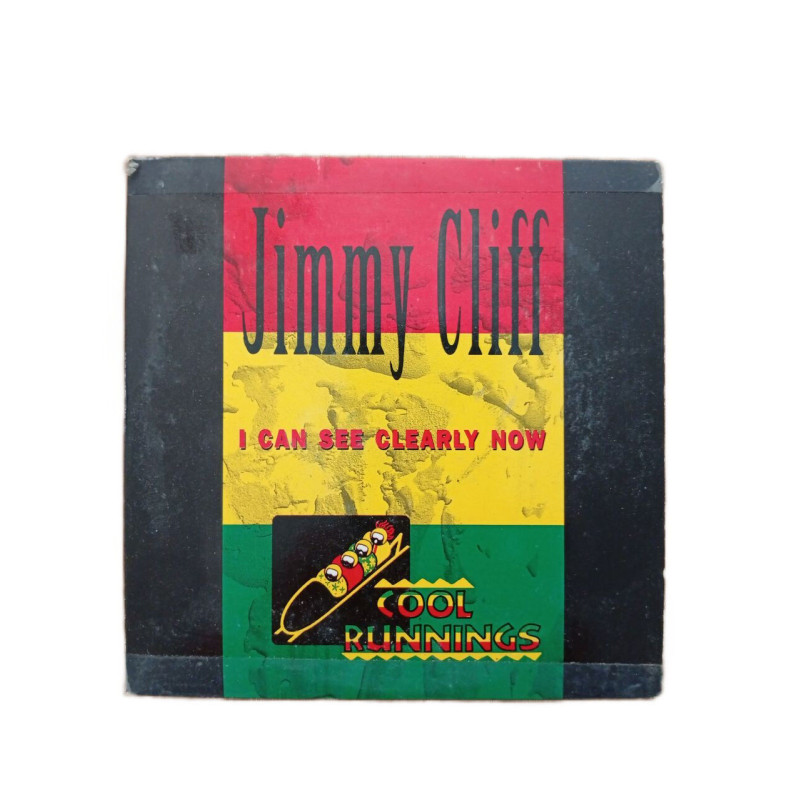 Jimmy Cliff
I CAN SEE CLEARLY NOW
COOL
RUNNINGS